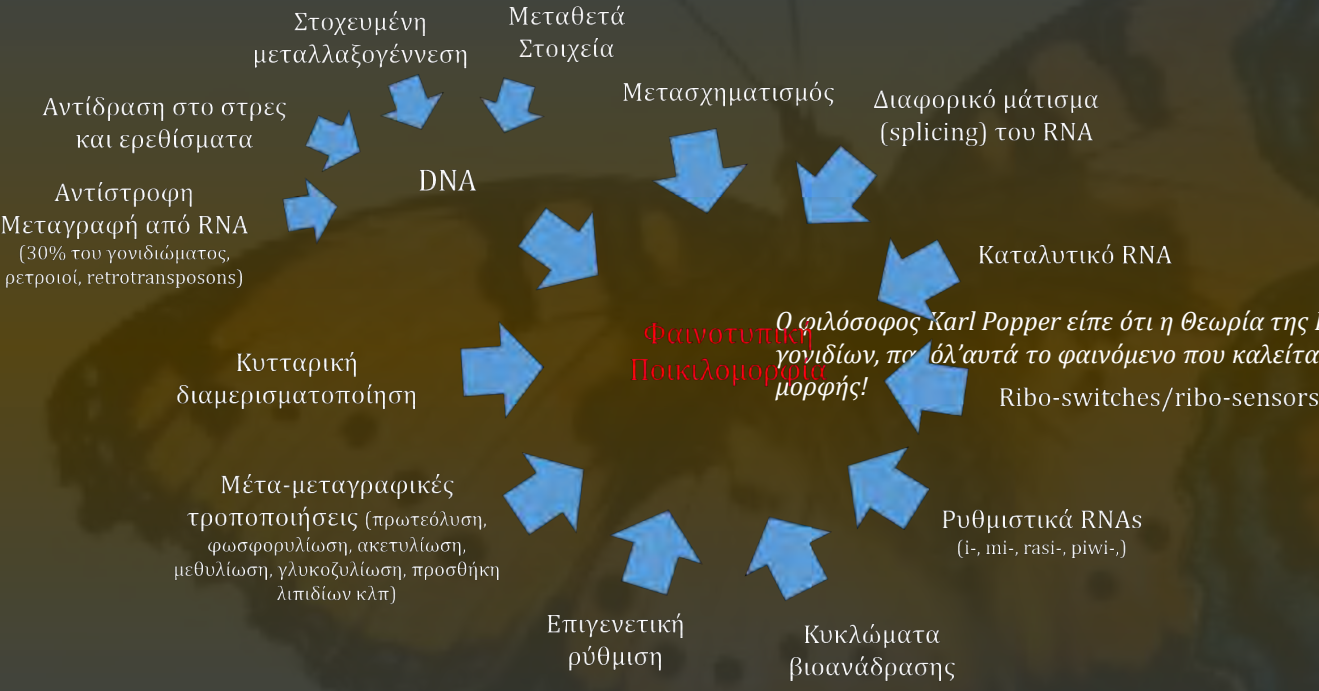 Στοχευμένη
μεταλλαξογέννεση
Μεταθετά
Στοιχεία
Μετασχηματισμός
Διαφορικό μάτισμα
(splicing) του RNA
Αντίδραση στο στρες
και ερεθίσματα
DNA
Αντίστροφη
Μεταγραφή από RNA
(30% του γονιδιώματος,
ρετροιοί, retrotransposons)
Καταλυτικό RNA
Φαινοτυπική
Ποικιλομορφία
Ο φιλόσοφος Karl Popper είπε ότι η Θεωρία της
γονιδίων, παρ όλ’αυτά το φαινόμενο που καλείτα
μορφής!
Κυτταρική
διαμερισματοποίηση
Ribo-switches/ribo-sensors
Μέτα-μεταγραφικές
τροποποιήσεις (πρωτεόλυση,
φωσφορυλίωση, ακετυλίωση,
μεθυλίωση, γλυκοζυλίωση, προσθήκη
λιπιδίων κλπ)
Ρυθμιστικά RNAs
(i-, mi-, rasi-, piwi-,)
Επιγενετική
ρύθμιση
Κυκλώματα
βιοανάδρασης